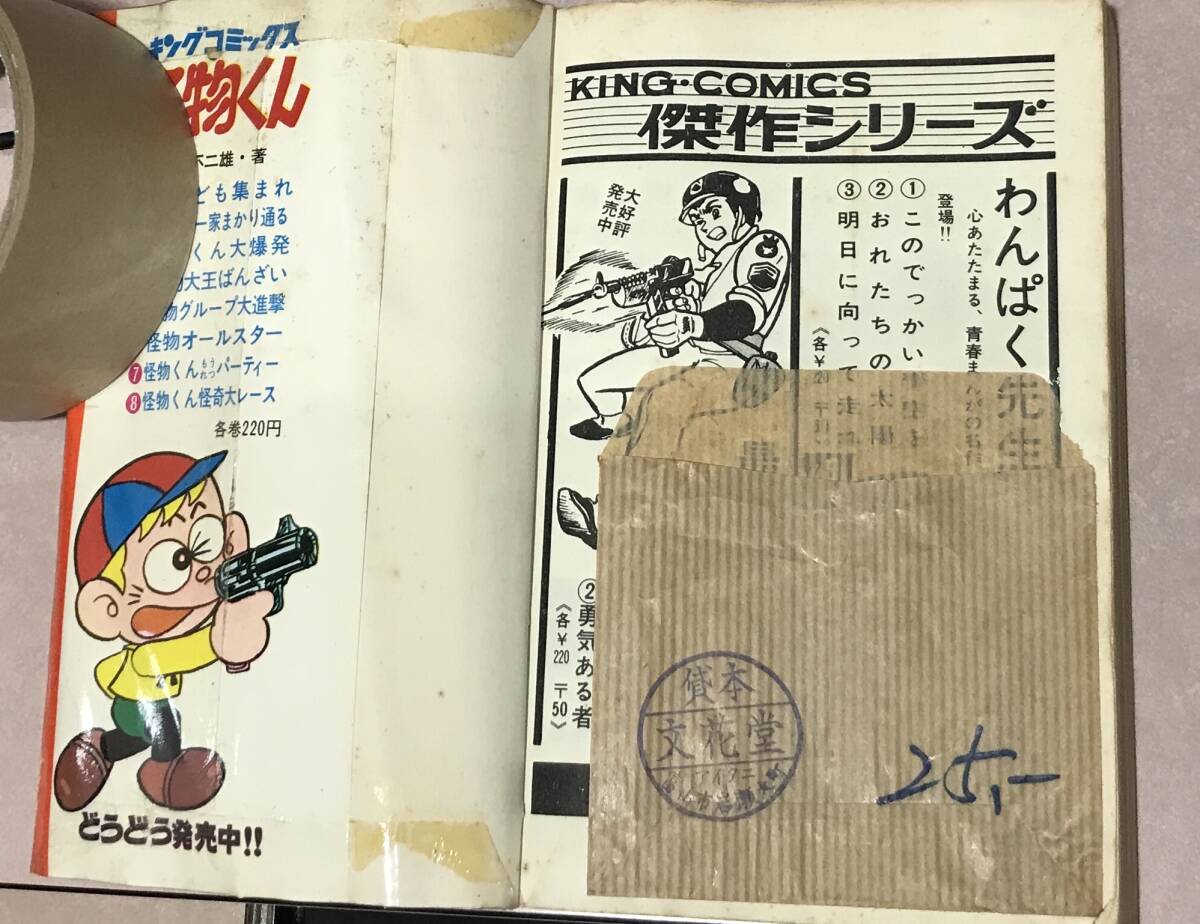 キングコミックス
物くん
不二雄・著
ども集まれ
一家まかり通る
くん大爆発
大王ばんざい
物グループ大進撃
怪物オールスター
7 怪物くんもうれつパーティー
8 怪物くん怪奇大レース
各巻220円
どうどう発売中!!
KING・COMICS
傑作シリーズ
わんぱく先生
心あたたまる、青春まんがの
登場!!
①このでっかい
②おれたちの太陽
③明日に向って走れ
《各￥2
大好評
発売中
②勇気ある者
《各￥220 〒50》
貸本
文花堂
25,-